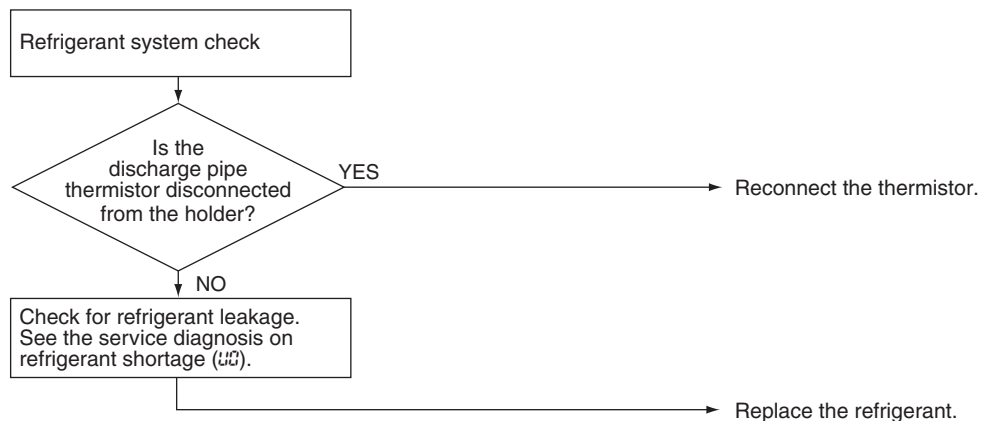 Refrigerant system check
Is the
discharge pipe
thermistor disconnected
from the holder?
YES
Reconnect the thermistor.
NO
Check for refrigerant leakage.
See the service diagnosis on
refrigerant shortage (U0).
Replace the refrigerant.